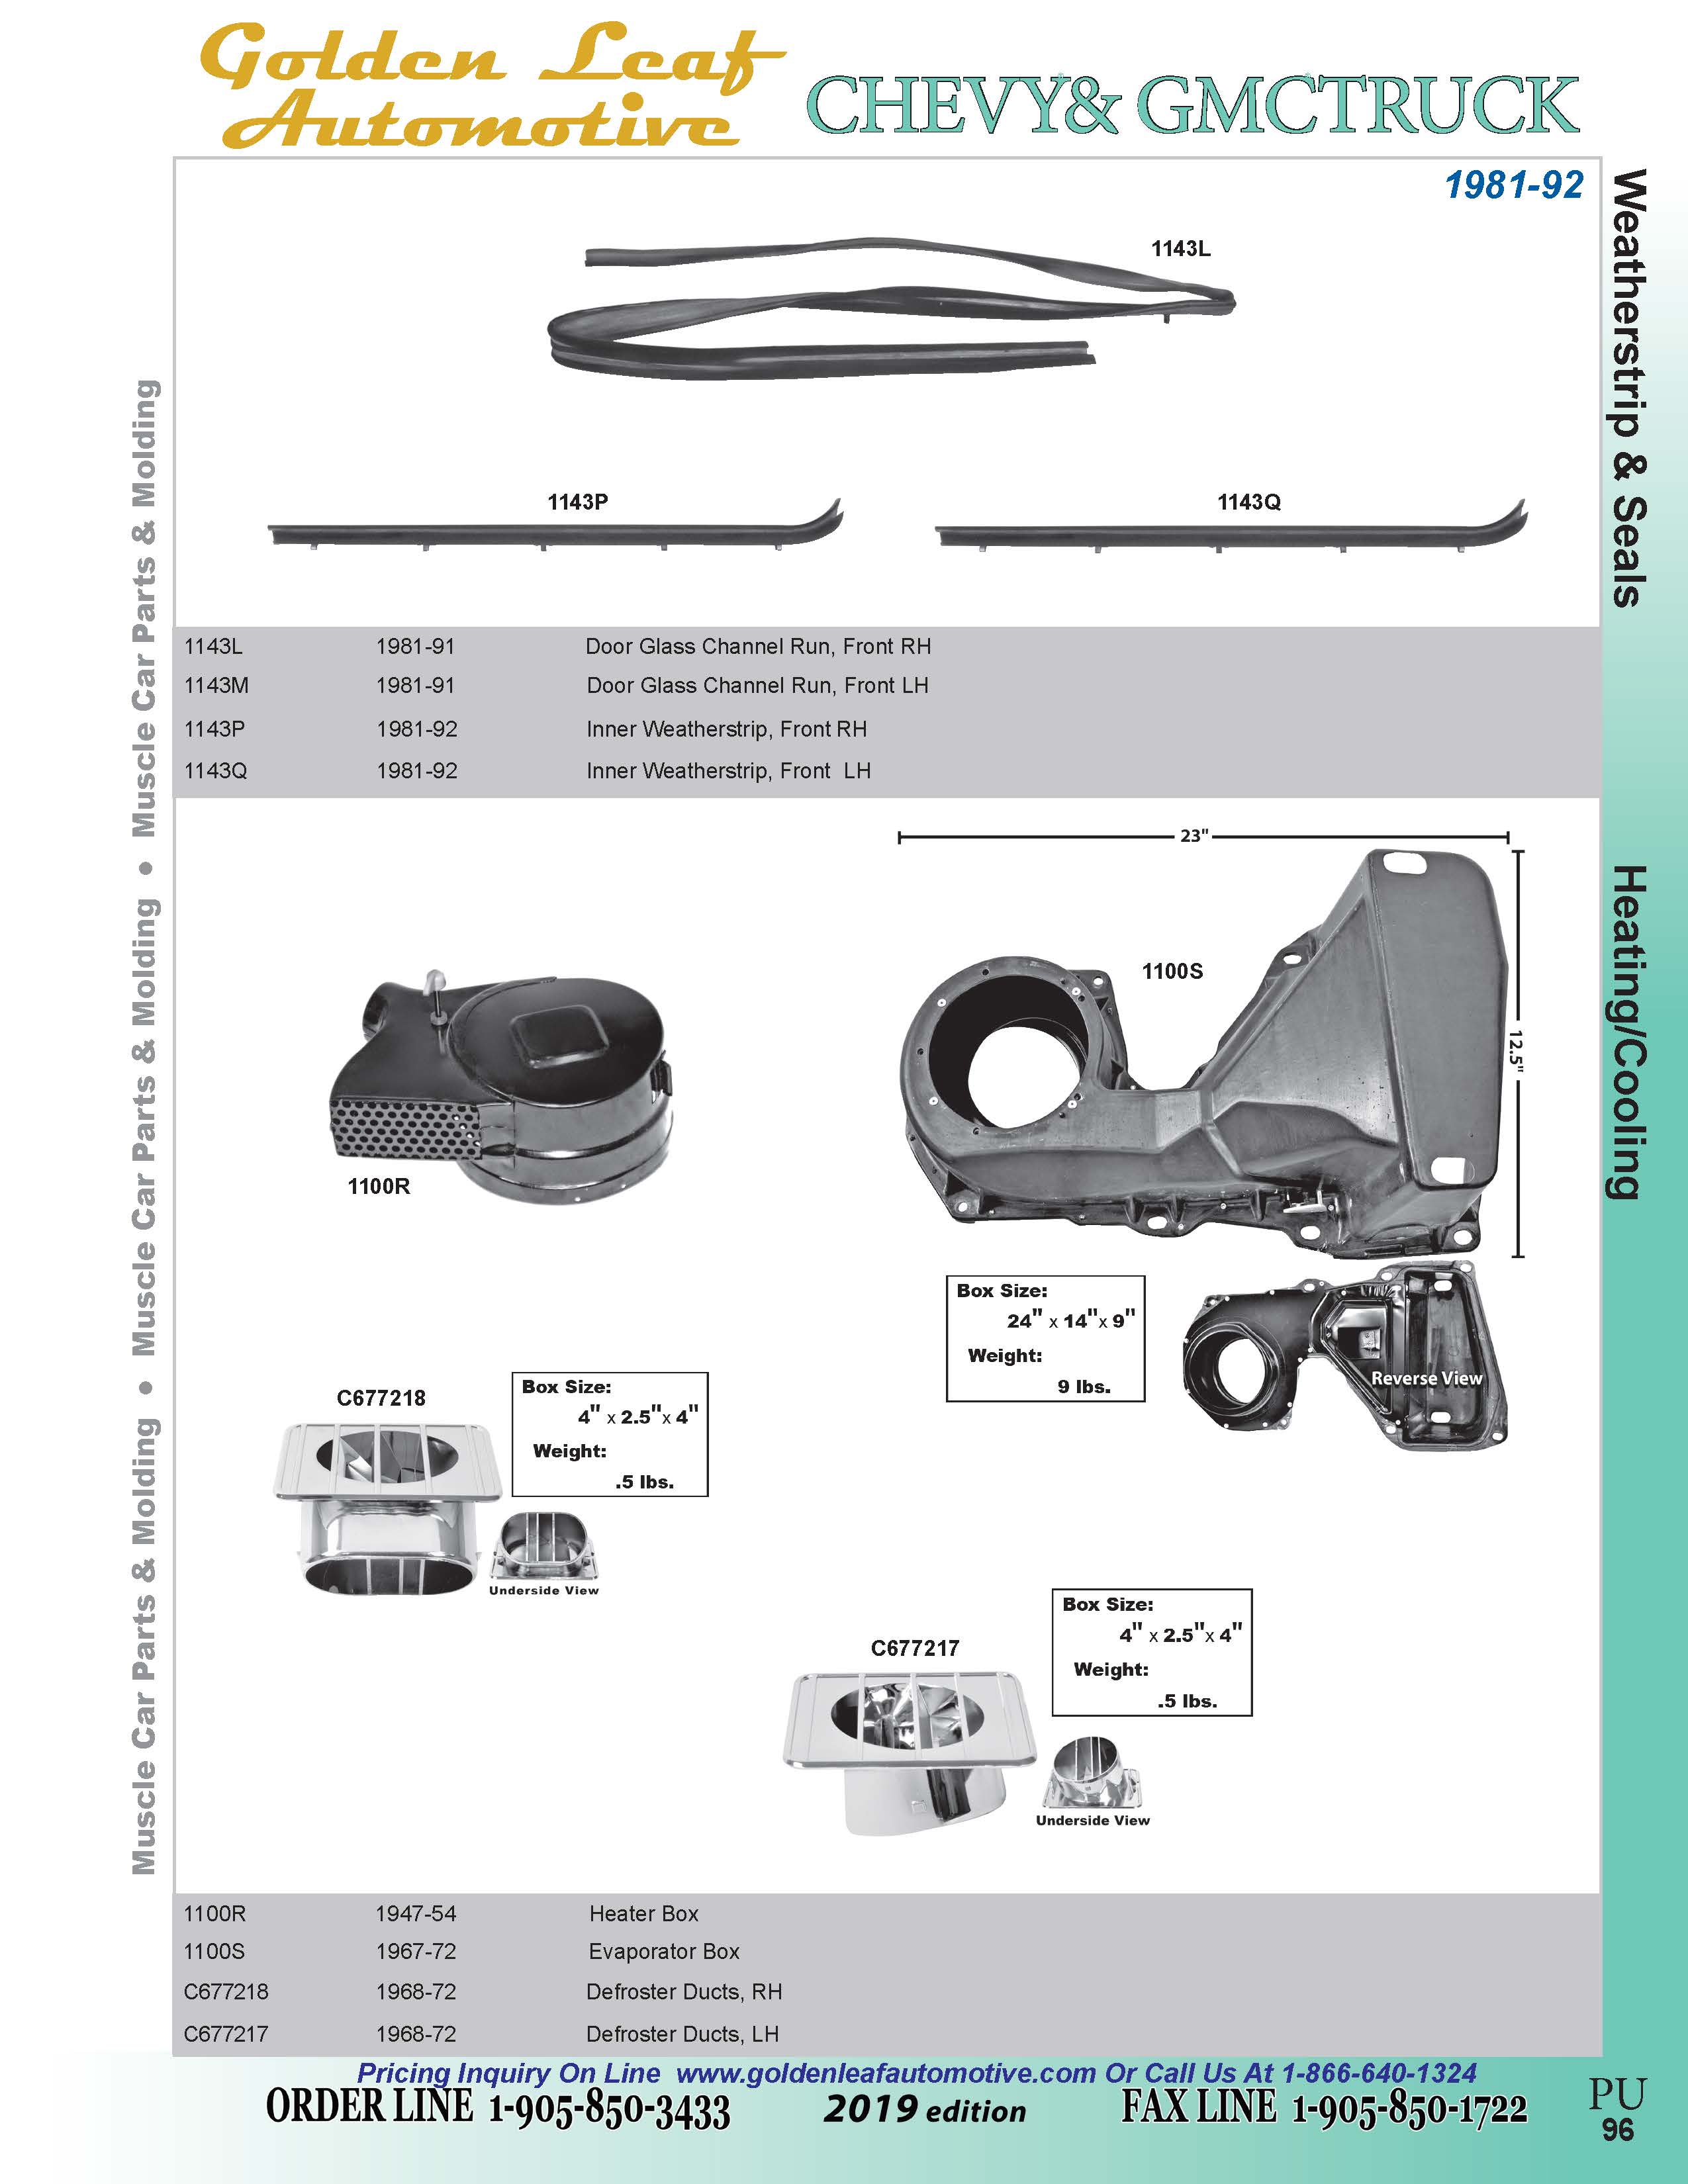 Golden Leaf
Automotive
CHEVY& GMCTRUCK
1981-92
Weatherstrip & Seals
Heating/Cooling
Muscle Car Parts & Molding • Muscle Car Parts & Molding • Muscle Car Parts & Molding
1143L
1143P
1143Q
1143L 1981-91 Door Glass Channel Run, Front RH
1143M 1981-91 Door Glass Channel Run, Front LH
1143P 1981-92 Inner Weatherstrip, Front RH
1143Q 1981-92 Inner Weatherstrip, Front LH
23"
12.5"
1100S
1100R
Box Size:
24" x 14"x 9"
Weight:
9 lbs.
Reverse View
C677218
Box Size:
4" x 2.5"x 4"
Weight:
.5 lbs.
Underside View
C677217
Box Size:
4" x 2.5"x 4"
Weight:
.5 lbs.
Underside View
1100R 1947-54 Heater Box
1100S 1967-72 Evaporator Box
C677218 1968-72 Defroster Ducts, RH
C677217 1968-72 Defroster Ducts, LH
Pricing Inquiry On Line www.goldenleafautomotive.com Or Call Us At 1-866-640-1324
ORDER LINE 1-905-850-3433 2019 edition FAX LINE 1-905-850-1722
PU
96